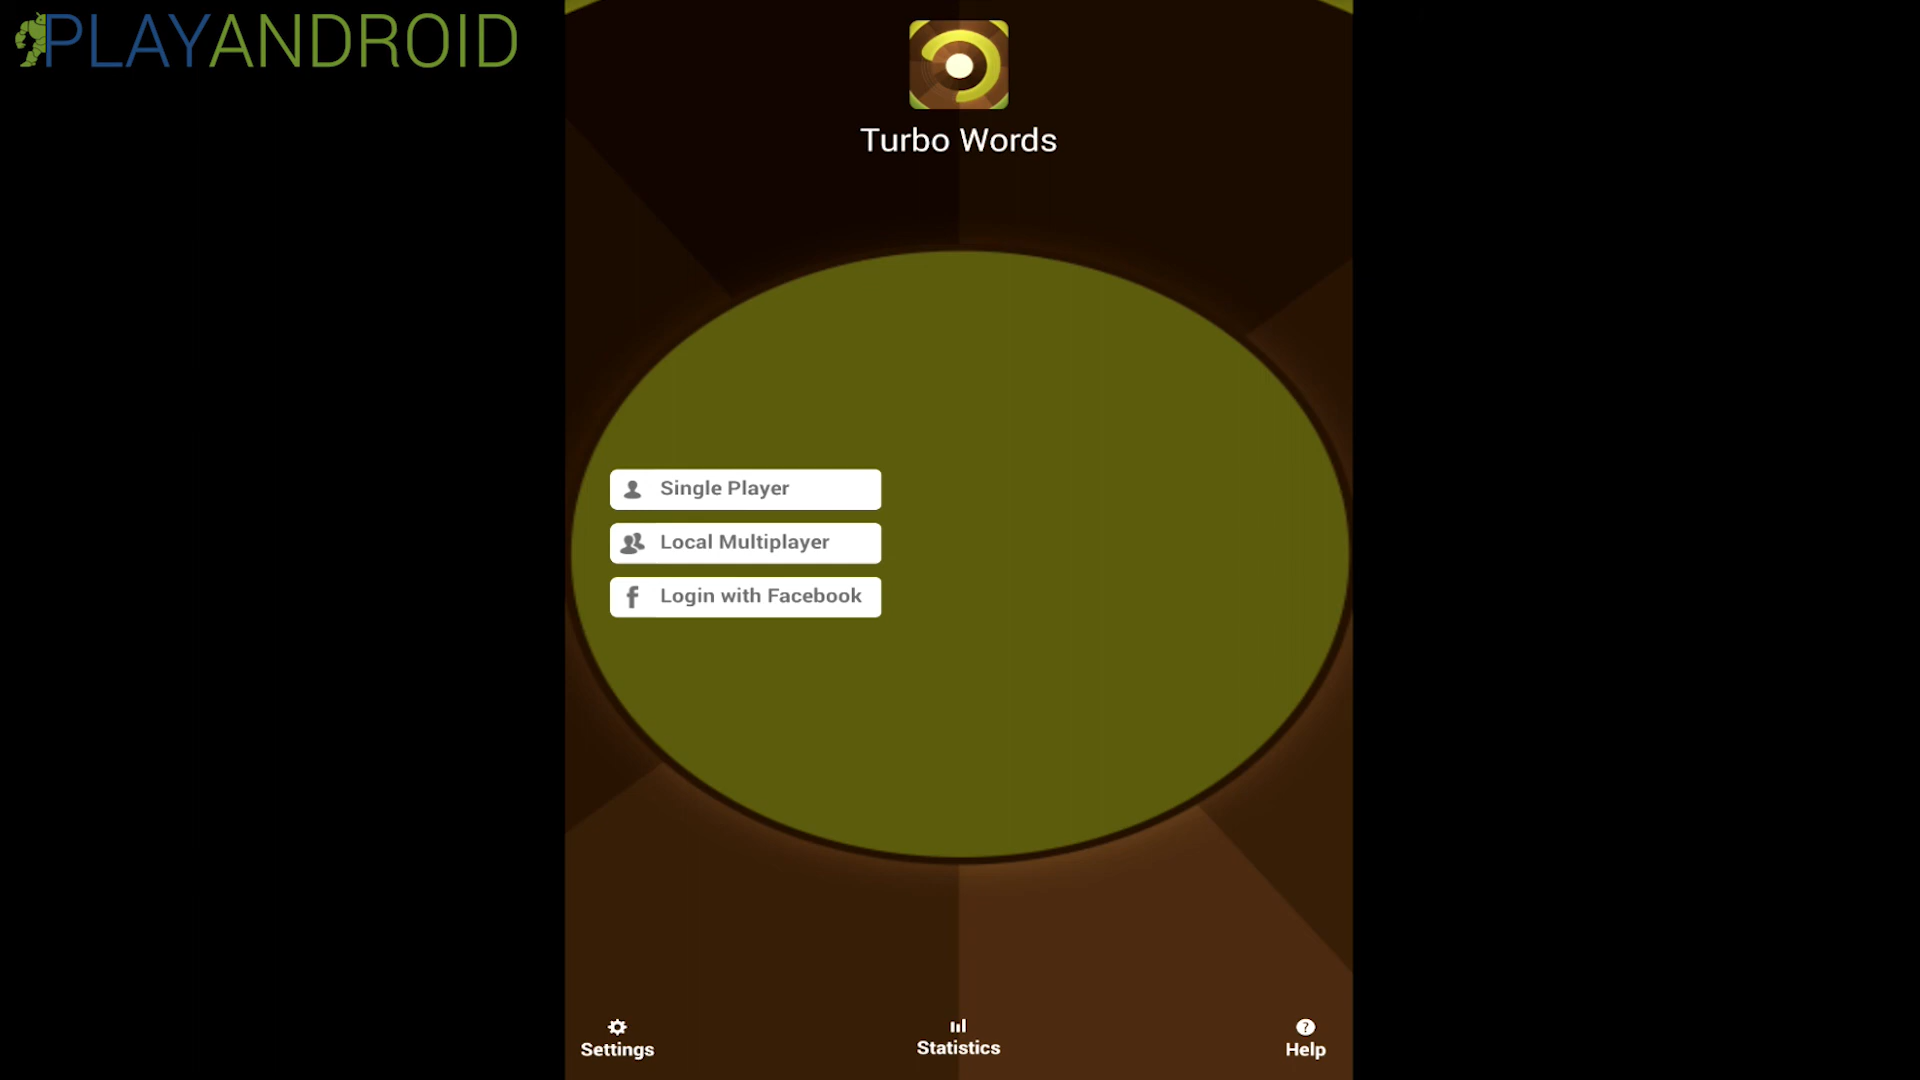 PLAYANDROID
Turbo Words
Single Player
Local Multiplayer
Login with Facebook
Settings
Statistics
Help